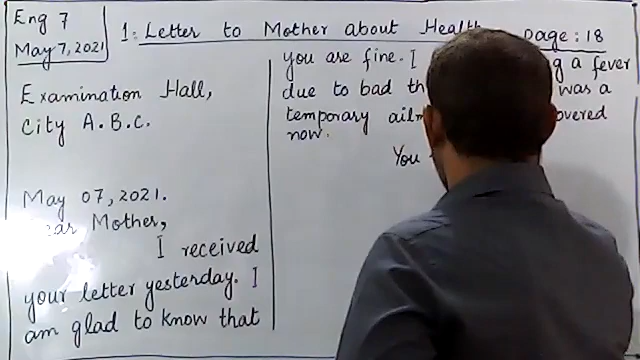 Eng 7
May 7, 2021
1: Letter to Mother about Health
Page: 18
Examination Hall,
City A.B.C.
May 07, 2021.
Mother,
I received
your letter yesterday. I
am glad to know that
you are fine. I
a fever
due to bad
was a
temporary
now.
You